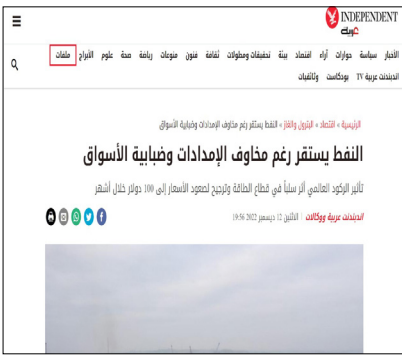 INDEPENDENT
عربية
الأخبار سياسة حوارات آراء اقتصاد بيئة تحقيقات ومطولات ثقافة فنون منوعات رياضة صحة علوم الأبراج ملفات
اندبندنت عربية TV بودكاست وثائقيات
الرئيسية » اقتصاد » البترول والغاز » النفط يستقر رغم مخاوف الإمدادات وضبابية الأسواق
النفط يستقر رغم مخاوف الإمدادات وضبابية الأسواق
تأثير الركود العالمي أثر سلباً في قطاع الطاقة وترجيح لصعود الأسعار إلى 100 دولار خلال أشهر
اندبندنت عربية ووكالات | الاثنين 12 ديسمبر 2022 19:56